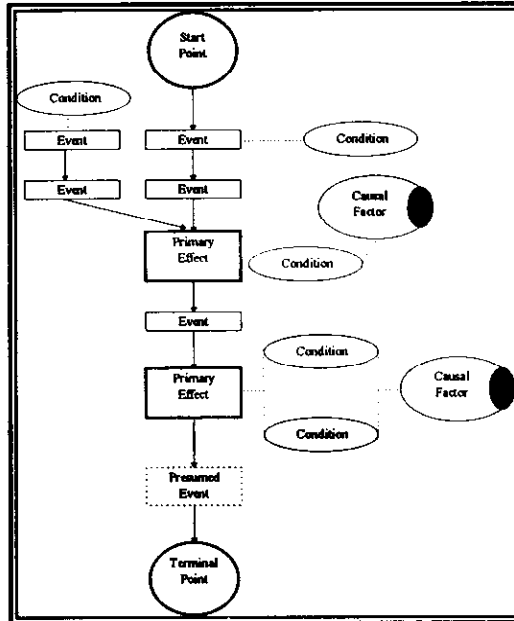 Start
Point
Condition
Event
Event
Condition
Event
Event
Causal
Factor
Primary
Effect
Condition
Event
Condition
Primary
Effect
Causal
Factor
Condition
Presumed
Event
Terminal
Point